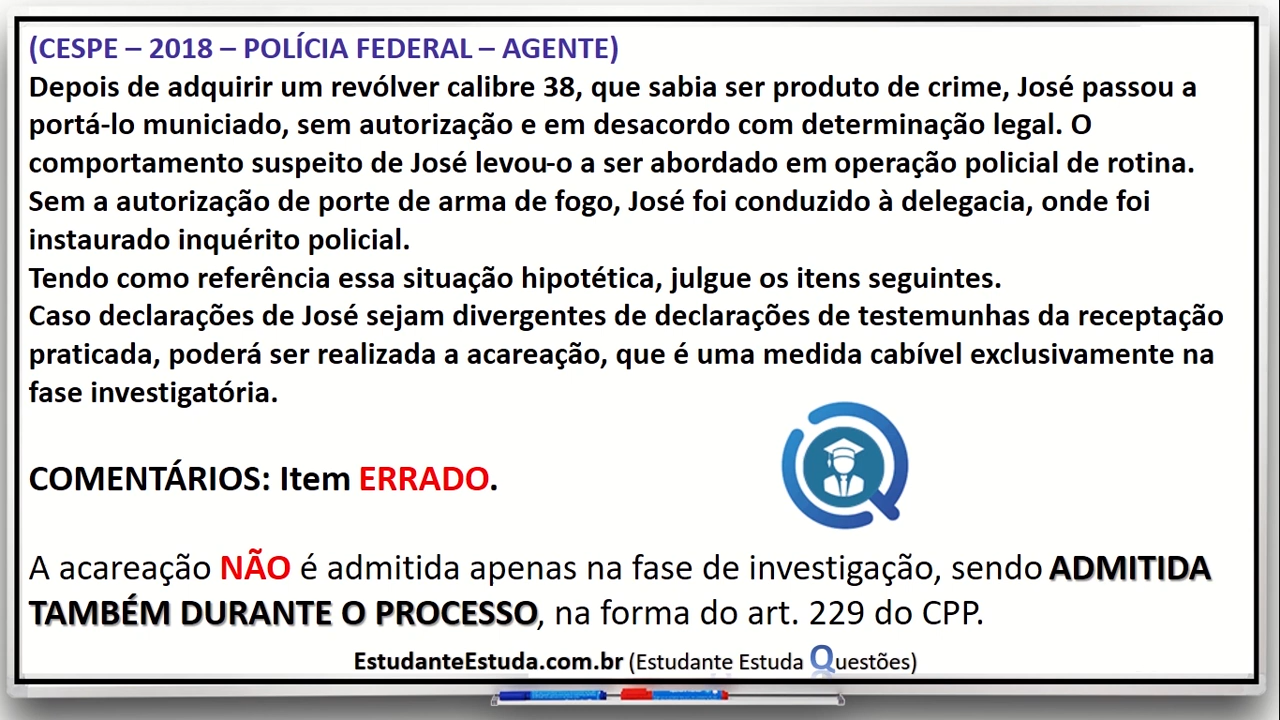 (CESPE – 2018 – POLÍCIA FEDERAL – AGENTE)
Depois de adquirir um revólver calibre 38, que sabia ser produto de crime, José passou a
portá-lo municiado, sem autorização e em desacordo com determinação legal. O
comportamento suspeito de José levou-o a ser abordado em operação policial de rotina.
Sem a autorização de porte de arma de fogo, José foi conduzido à delegacia, onde foi
instaurado inquérito policial.
Tendo como referência essa situação hipotética, julgue os itens seguintes.
Caso declarações de José sejam divergentes de declarações de testemunhas da receptação
praticada, poderá ser realizada a acareação, que é uma medida cabível exclusivamente na
fase investigatória.
COMENTÁRIOS: Item ERRADO.
A acareação NÃO é admitida apenas na fase de investigação, sendo ADMITIDA
TAMBÉM DURANTE O PROCESSO, na forma do art. 229 do CPP.
EstudanteEstuda.com.br (Estudante Estuda Questões)